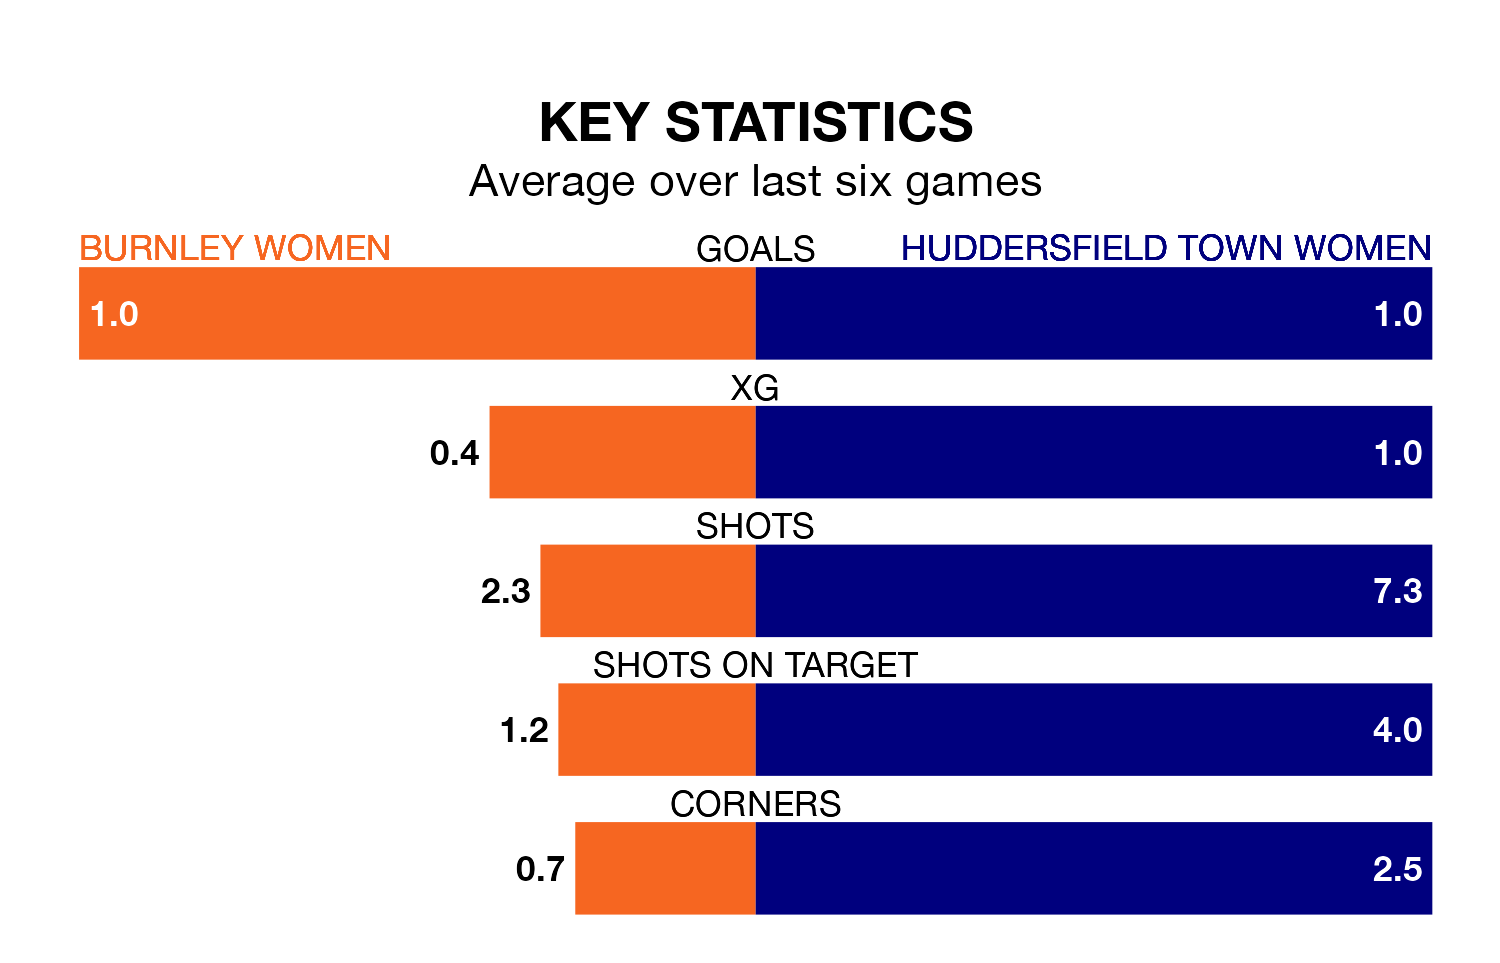 KEY STATISTICS
Average over last six games
BURNLEY WOMEN GOALS HUDDERSFIELD TOWN WOMEN
1.0 1.0
XG
0.4 1.0
SHOTS
2.3 7.3
SHOTS ON TARGET
1.2 4.0
CORNERS
0.7 2.5